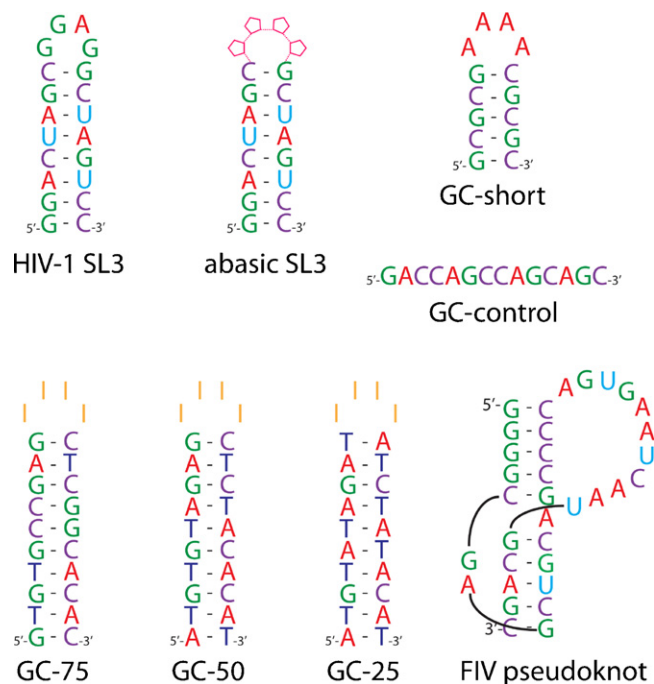 G A
G G
C - G
G - C
A - U
U - A
C - G
A - U
G - C
5'- G - C -3'
HIV-1 SL3
C - G
G - C
A - U
U - A
C - G
A - U
G - C
5'- G - C -3'
abasic SL3
A A
A A
G - C
C - G
G - C
C - G
5'- G - C -3'
GC-short
5'- GACCAGCCAGCAGC -3'
GC-control
I I
I I
G - C
A - T
G - C
C - G
C - G
G - C
T - A
G - C
T - A
5'- G - C -3'
GC-75
I I
I I
G - C
A - T
G - C
A - T
T - A
G - C
T - A
G - C
T - A
5'- A - T -3'
GC-50
I I
I I
T - A
A - T
G - C
A - T
T - A
A - T
T - A
G - C
T - A
5'- A - T -3'
GC-25
5'- G - C AGUGAAUCAAU
G - C
G - C
G - C
C - G
A
G - C
G C - G
A A - U
G - C
3'- C - G
FIV pseudoknot